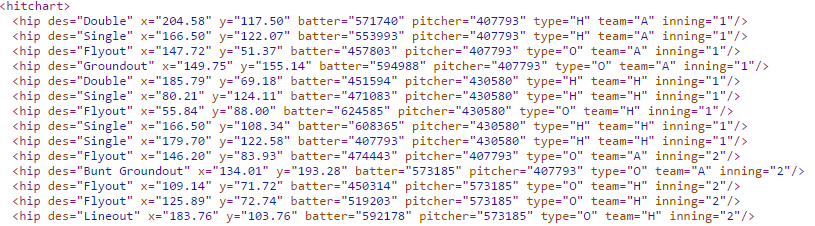 <hitchart>
<hip des="Double" x="204.58" y="117.50" batter="571740" pitcher="407793" type="H" team="A" inning="1"/>
<hip des="Single" x="166.50" y="122.07" batter="553993" pitcher="407793" type="H" team="A" inning="1"/>
<hip des="Flyout" x="147.72" y="51.37" batter="457803" pitcher="407793" type="O" team="A" inning="1"/>
<hip des="Groundout" x="149.75" y="155.14" batter="594988" pitcher="407793" type="O" team="A" inning="1"/>
<hip des="Double" x="185.79" y="69.18" batter="451594" pitcher="430580" type="H" team="H" inning="1"/>
<hip des="Single" x="80.21" y="124.11" batter="471083" pitcher="430580" type="H" team="H" inning="1"/>
<hip des="Flyout" x="55.84" y="88.00" batter="624585" pitcher="430580" type="O" team="H" inning="1"/>
<hip des="Single" x="166.50" y="108.34" batter="608365" pitcher="430580" type="H" team="H" inning="1"/>
<hip des="Single" x="179.70" y="122.58" batter="407793" pitcher="430580" type="H" team="H" inning="1"/>
<hip des="Flyout" x="146.20" y="83.93" batter="474443" pitcher="407793" type="O" team="A" inning="2"/>
<hip des="Bunt Groundout" x="134.01" y="193.28" batter="573185" pitcher="407793" type="O" team="A" inning="2"/>
<hip des="Flyout" x="109.14" y="71.72" batter="450314" pitcher="573185" type="O" team="H" inning="2"/>
<hip des="Flyout" x="125.89" y="72.74" batter="519203" pitcher="573185" type="O" team="H" inning="2"/>
<hip des="Lineout" x="183.76" y="103.76" batter="592178" pitcher="573185" type="O" team="H" inning="2"/>